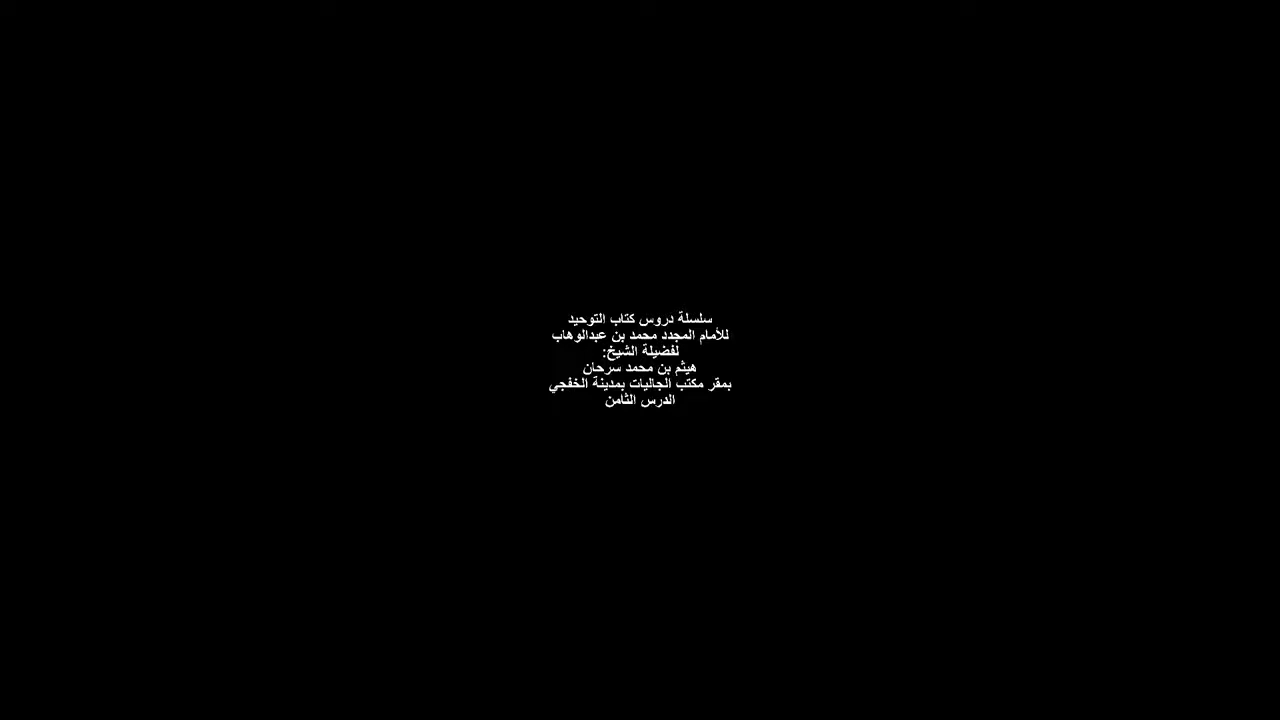 سلسلة دروس كتاب التوحيد
للأمام المجدد محمد بن عبدالوهاب
لفضيلة الشيخ:
هيثم بن محمد سرحان
بمقر مكتب الجاليات بمدينة الخفجي
الدرس الثامن